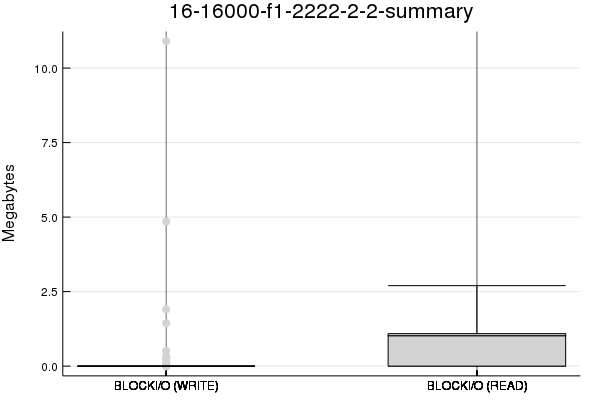 16-16000-f1-2222-2-2-summary
Megabytes
10.0
7.5
5.0
2.5
0.0
BLOCKI/O (WRITE)
BLOCKI/O (READ)